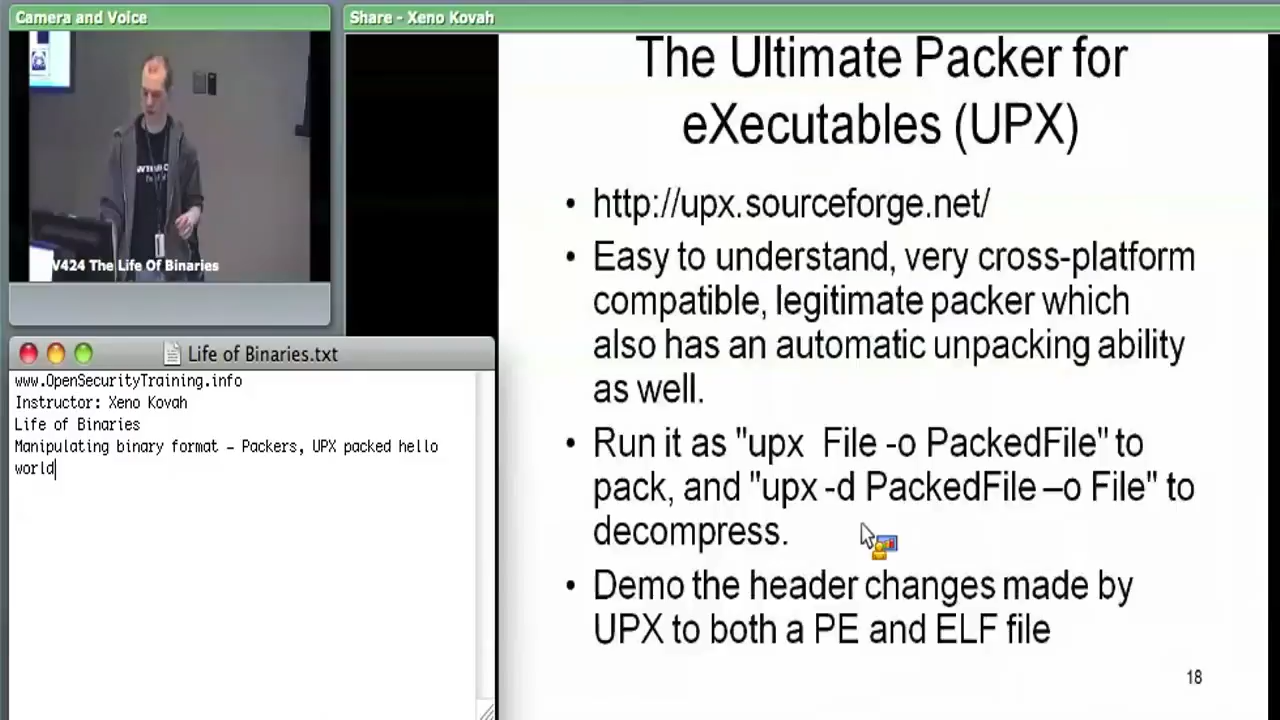 Camera and Voice
V424 The Life Of Binaries
Life of Binaries.txt
www.OpenSecurityTraining.info
Instructor: Xeno Kovah
Life of Binaries
Manipulating binary format - Packers, UPX packed hello
world
Share - Xeno Kovah
The Ultimate Packer for
eXecutables (UPX)
• http://upx.sourceforge.net/
• Easy to understand, very cross-platform
compatible, legitimate packer which
also has an automatic unpacking ability
as well.
• Run it as "upx File -o PackedFile" to
pack, and "upx -d PackedFile –o File" to
decompress.
• Demo the header changes made by
UPX to both a PE and ELF file
18